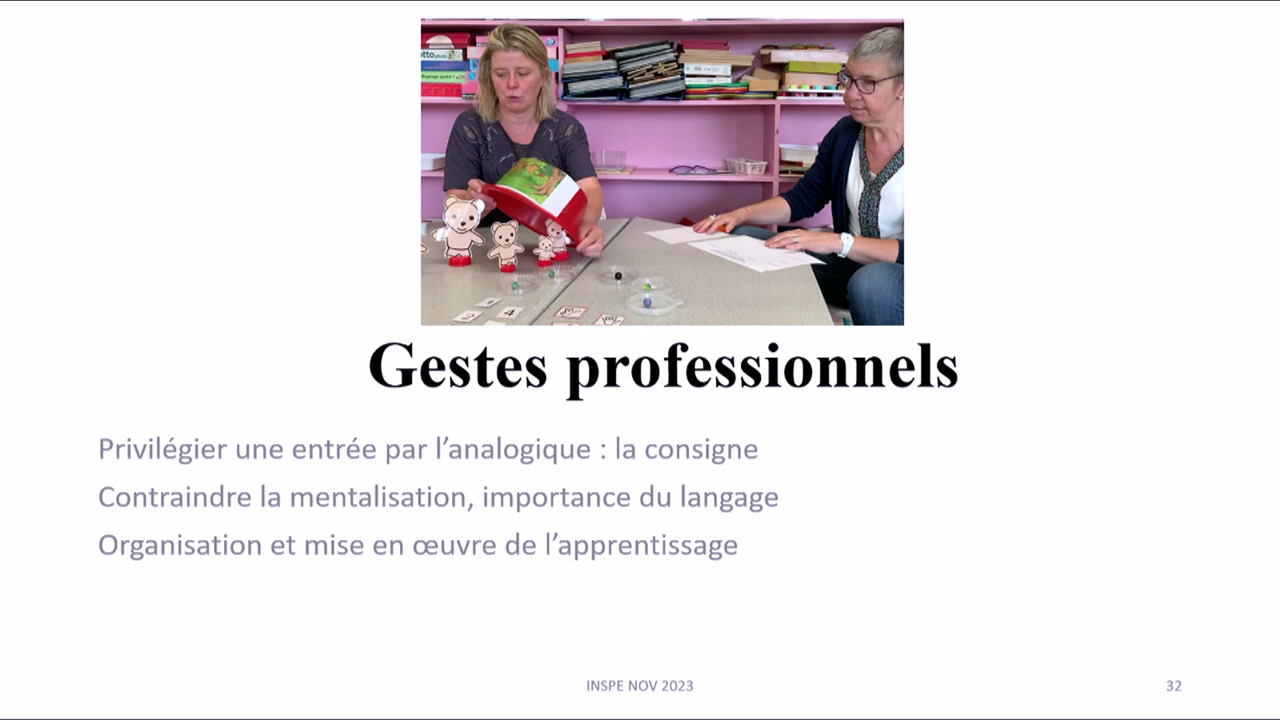 4
Gestes professionnels
Privilégier une entrée par l’analogique : la consigne
Contraindre la mentalisation, importance du langage
Organisation et mise en œuvre de l’apprentissage
INSPE NOV 2023
32